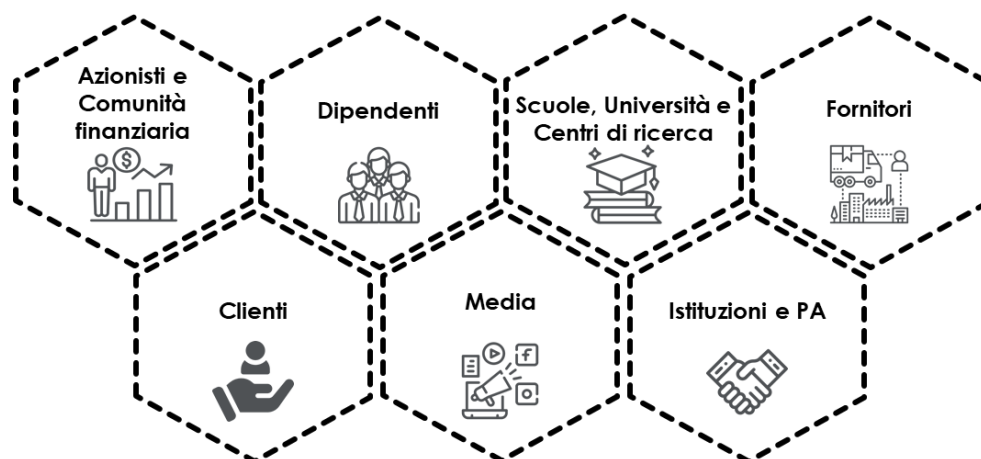 Azionisti e
Comunità
finanziaria
Dipendenti
Scuole, Università e
Centri di ricerca
Fornitori
Clienti
Media
Istituzioni e PA